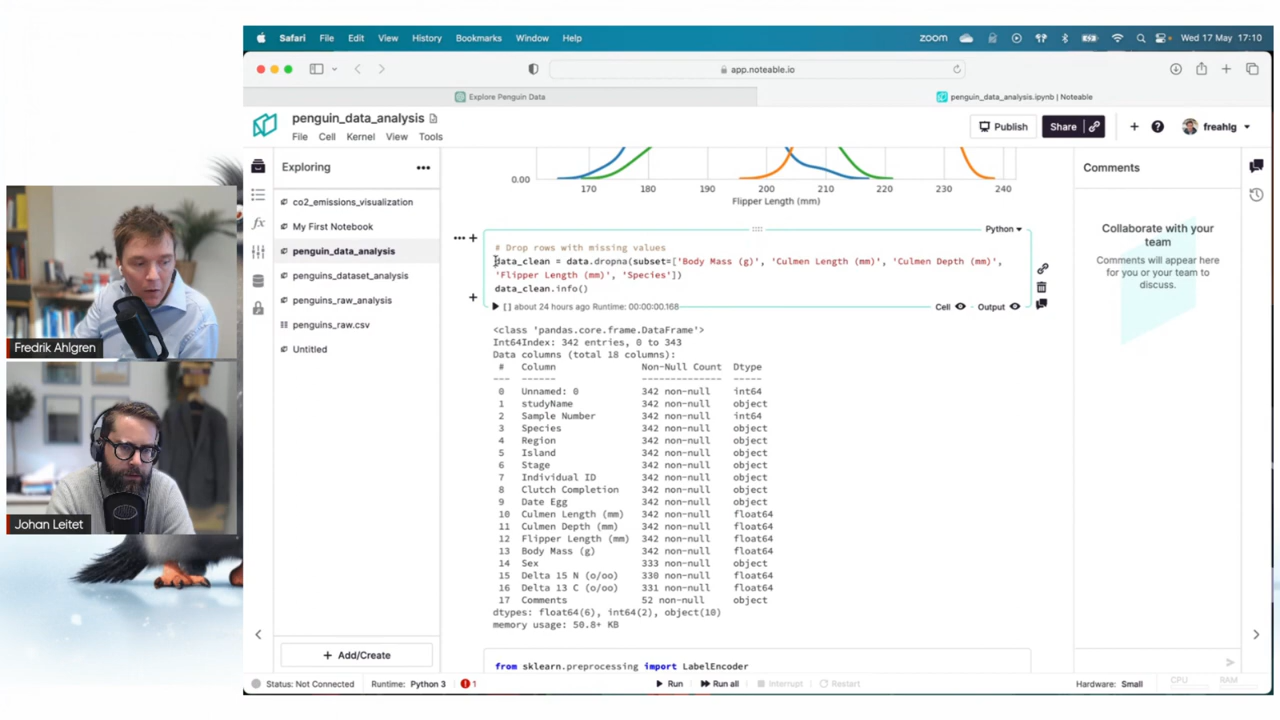 Safari File Edit View History Bookmarks Window Help zoom Wed 17 May 17:10
app.noteable.io
Explore Penguin Data penguin_data_analysis.ipynb | Noteable
penguin_data_analysis
File Cell Kernel View Tools
Publish Share freahlg
Exploring
co2_emissions_visualization
My First Notebook
penguin_data_analysis
penguins_dataset_analysis
penguins_raw_analysis
penguins_raw.csv
Untitled
Add/Create
0.00
170 180 190 200 210 220 230 240
Flipper Length (mm)
Python
# Drop rows with missing values
data_clean = data.dropna(subset=['Body Mass (g)', 'Culmen Length (mm)', 'Culmen Depth (mm)',
'Flipper Length (mm)', 'Species'])
data_clean.info()
[] about 24 hours ago Runtime: 00:00:00.168 Cell Output
<class 'pandas.core.frame.DataFrame'>
Int64Index: 342 entries, 0 to 343
Data columns (total 18 columns):
# Column Non-Null Count Dtype
--- ------ -------------- -----
0 Unnamed: 0 342 non-null int64
1 studyName 342 non-null object
2 Sample Number 342 non-null int64
3 Species 342 non-null object
4 Region 342 non-null object
5 Island 342 non-null object
6 Stage 342 non-null object
7 Individual ID 342 non-null object
8 Clutch Completion 342 non-null object
9 Date Egg 342 non-null object
10 Culmen Length (mm) 342 non-null float64
11 Culmen Depth (mm) 342 non-null float64
12 Flipper Length (mm) 342 non-null float64
13 Body Mass (g) 342 non-null float64
14 Sex 333 non-null object
15 Delta 15 N (o/oo) 330 non-null float64
16 Delta 13 C (o/oo) 331 non-null float64
17 Comments 52 non-null object
dtypes: float64(6), int64(2), object(10)
memory usage: 50.8+ KB
from sklearn.preprocessing import LabelEncoder
Comments
Collaborate with your
team
Comments will appear
here for you or your team to
discuss.
Status: Not Connected Runtime: Python 3 1 Run Run all Interrupt Restart Hardware: Small CPU RAM
Fredrik Ahlgren
Johan Leitet